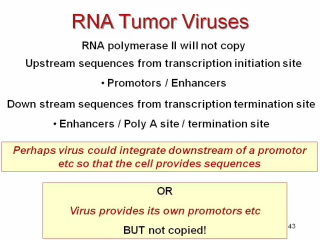 RNA Tumor Viruses
RNA polymerase II will not copy
Upstream sequences from transcription initiation site
• Promotors / Enhancers
Down stream sequences from transcription termination site
• Enhancers / Poly A site / termination site
Perhaps virus could integrate downstream of a promotor
etc so that the cell provides sequences
OR
Virus provides its own promotors etc
BUT not copied!
43